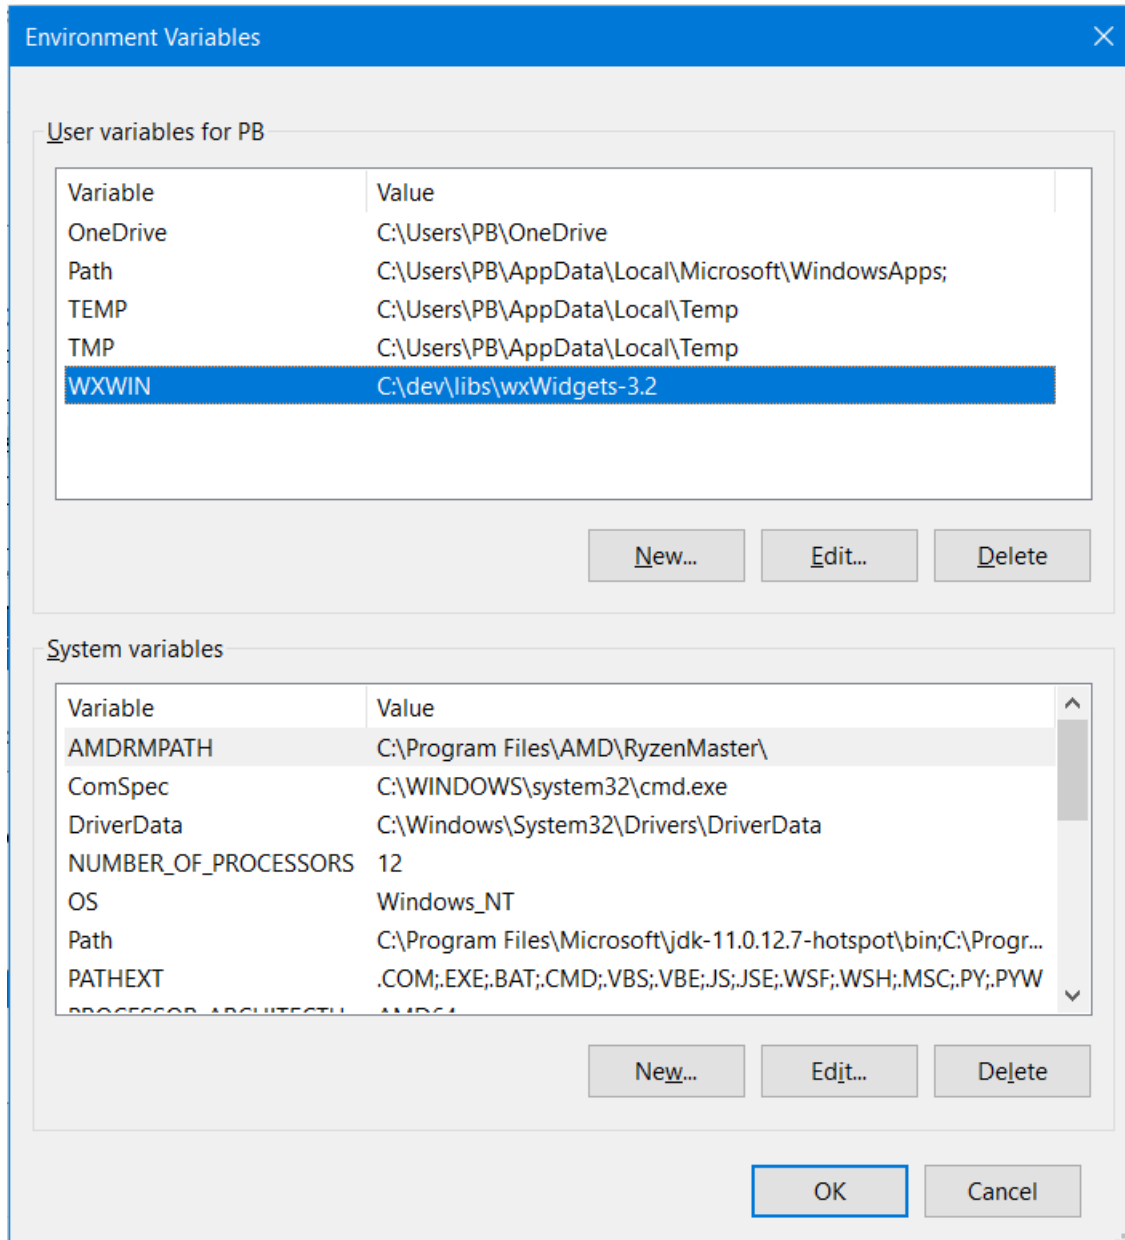 Environment Variables
User variables for PB
Variable Value
OneDrive C:\Users\PB\OneDrive
Path C:\Users\PB\AppData\Local\Microsoft\WindowsApps;
TEMP C:\Users\PB\AppData\Local\Temp
TMP C:\Users\PB\AppData\Local\Temp
WXWIN C:\dev\libs\wxWidgets-3.2
New... Edit... Delete
System variables
Variable Value
AMDRMPATH C:\Program Files\AMD\RyzenMaster\
ComSpec C:\WINDOWS\system32\cmd.exe
DriverData C:\Windows\System32\Drivers\DriverData
NUMBER_OF_PROCESSORS 12
OS Windows_NT
Path C:\Program Files\Microsoft\jdk-11.0.12.7-hotspot\bin;C:\Progr...
PATHEXT .COM;.EXE;.BAT;.CMD;.VBS;.VBE;.JS;.JSE;.WSF;.WSH;.MSC;.PY;.PYW
PROCESSOR_ARCHITECTU... AMD64
New... Edit... Delete
OK Cancel